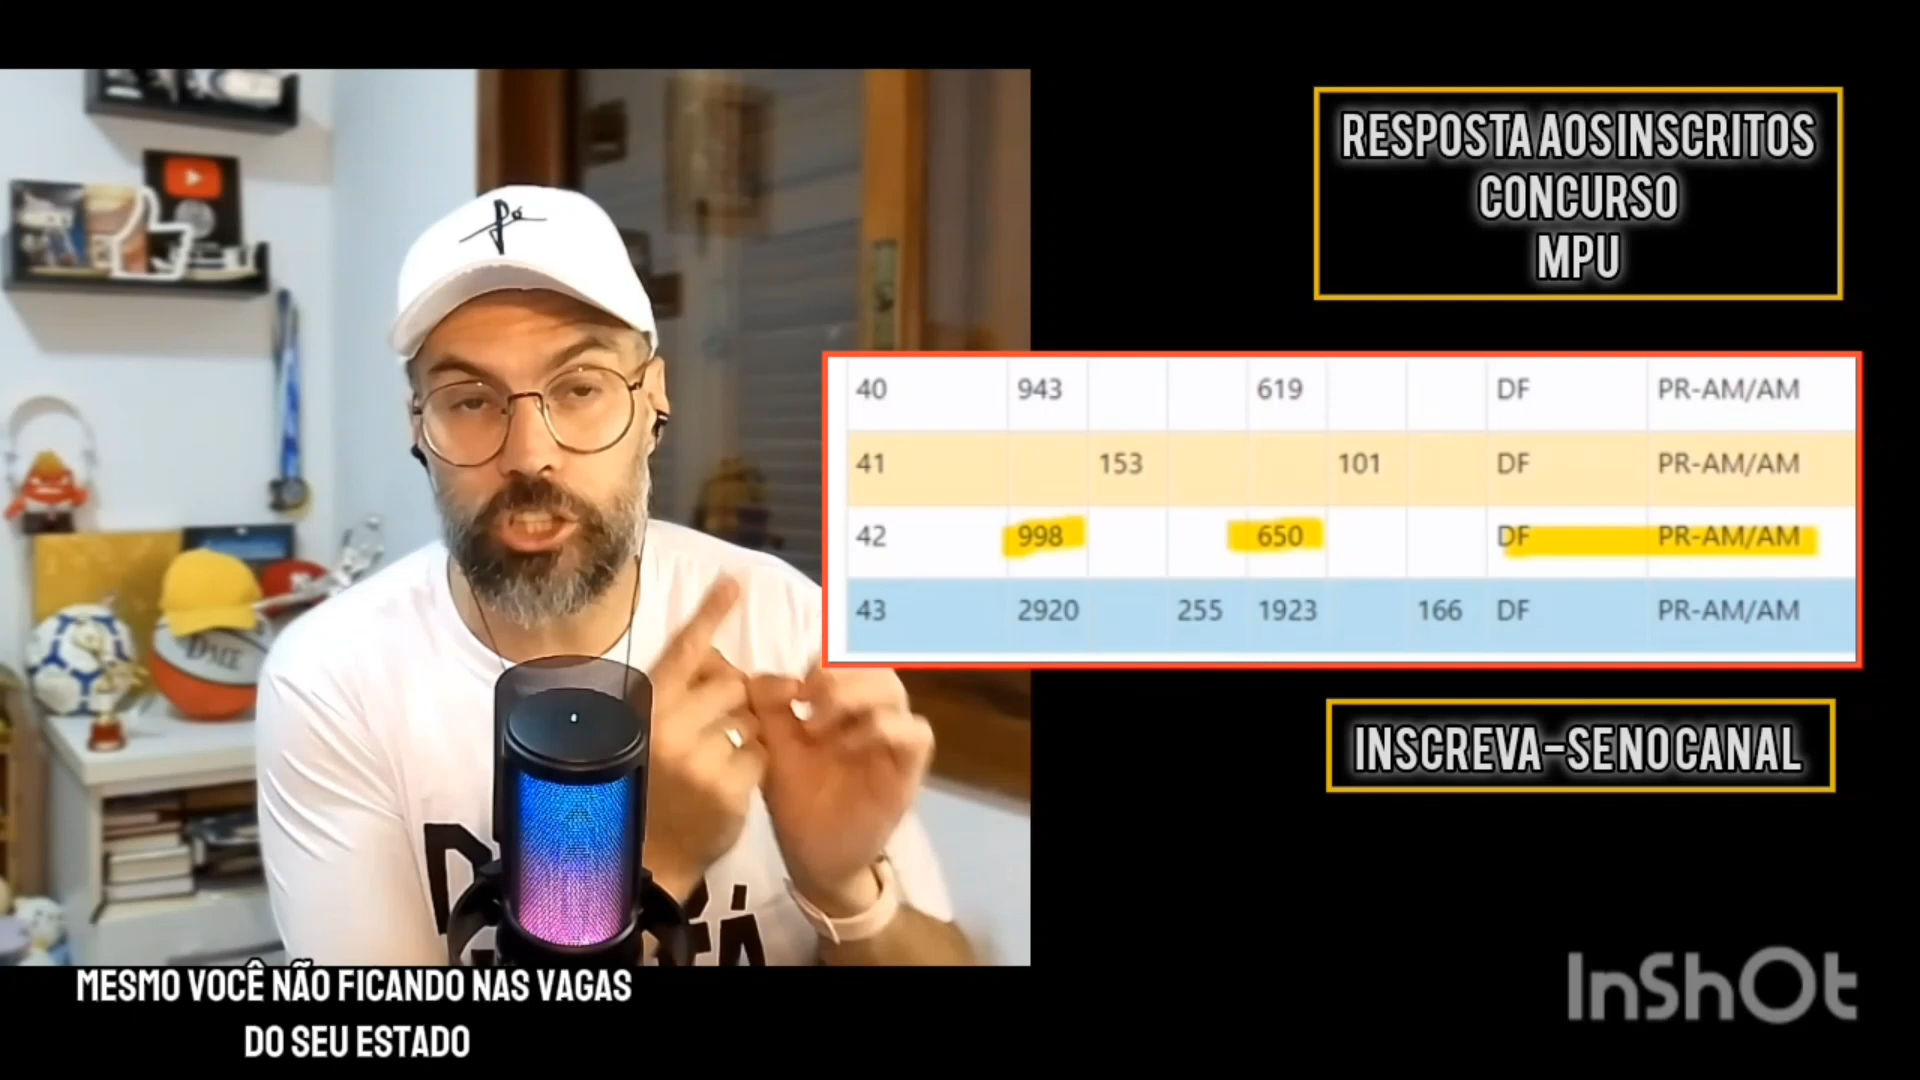 RESPOSTA AOS INSCRITOS
CONCURSO
MPU
40 943 619 DF PR-AM/AM
41 153 101 DF PR-AM/AM
42 998 650 DF PR-AM/AM
43 2920 255 1923 166 DF PR-AM/AM
INSCREVA-SE NO CANAL
DME
MESMO VOCÊ NÃO FICANDO NAS VAGAS
DO SEU ESTADO
InShOt